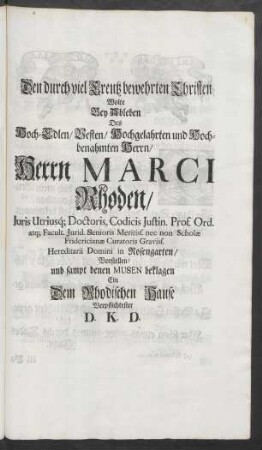 Den durch viel Creutz bewehrten Christen
Wolte
Bey Ableben
Des
Hoch-Edlen/ Vesten/ Hochgelahrten und Hoch-
benahmten Herrn/
Herrn MARCI
Rhoden/
Juris Utriusq; Doctoris, Codicis Justin. Prof. Ord.
atq; Facult. Jurid. Senioris Meritiss. nec non Scholæ
Fridericianæ Curatoris Gravisf.
Hereditarii Domini in Rosengarten/
Vorstellen/
und sampt denen MUSEN beklagen
Ein
Dem Rhodischen Hause
Verpflichteter
D. K. D.